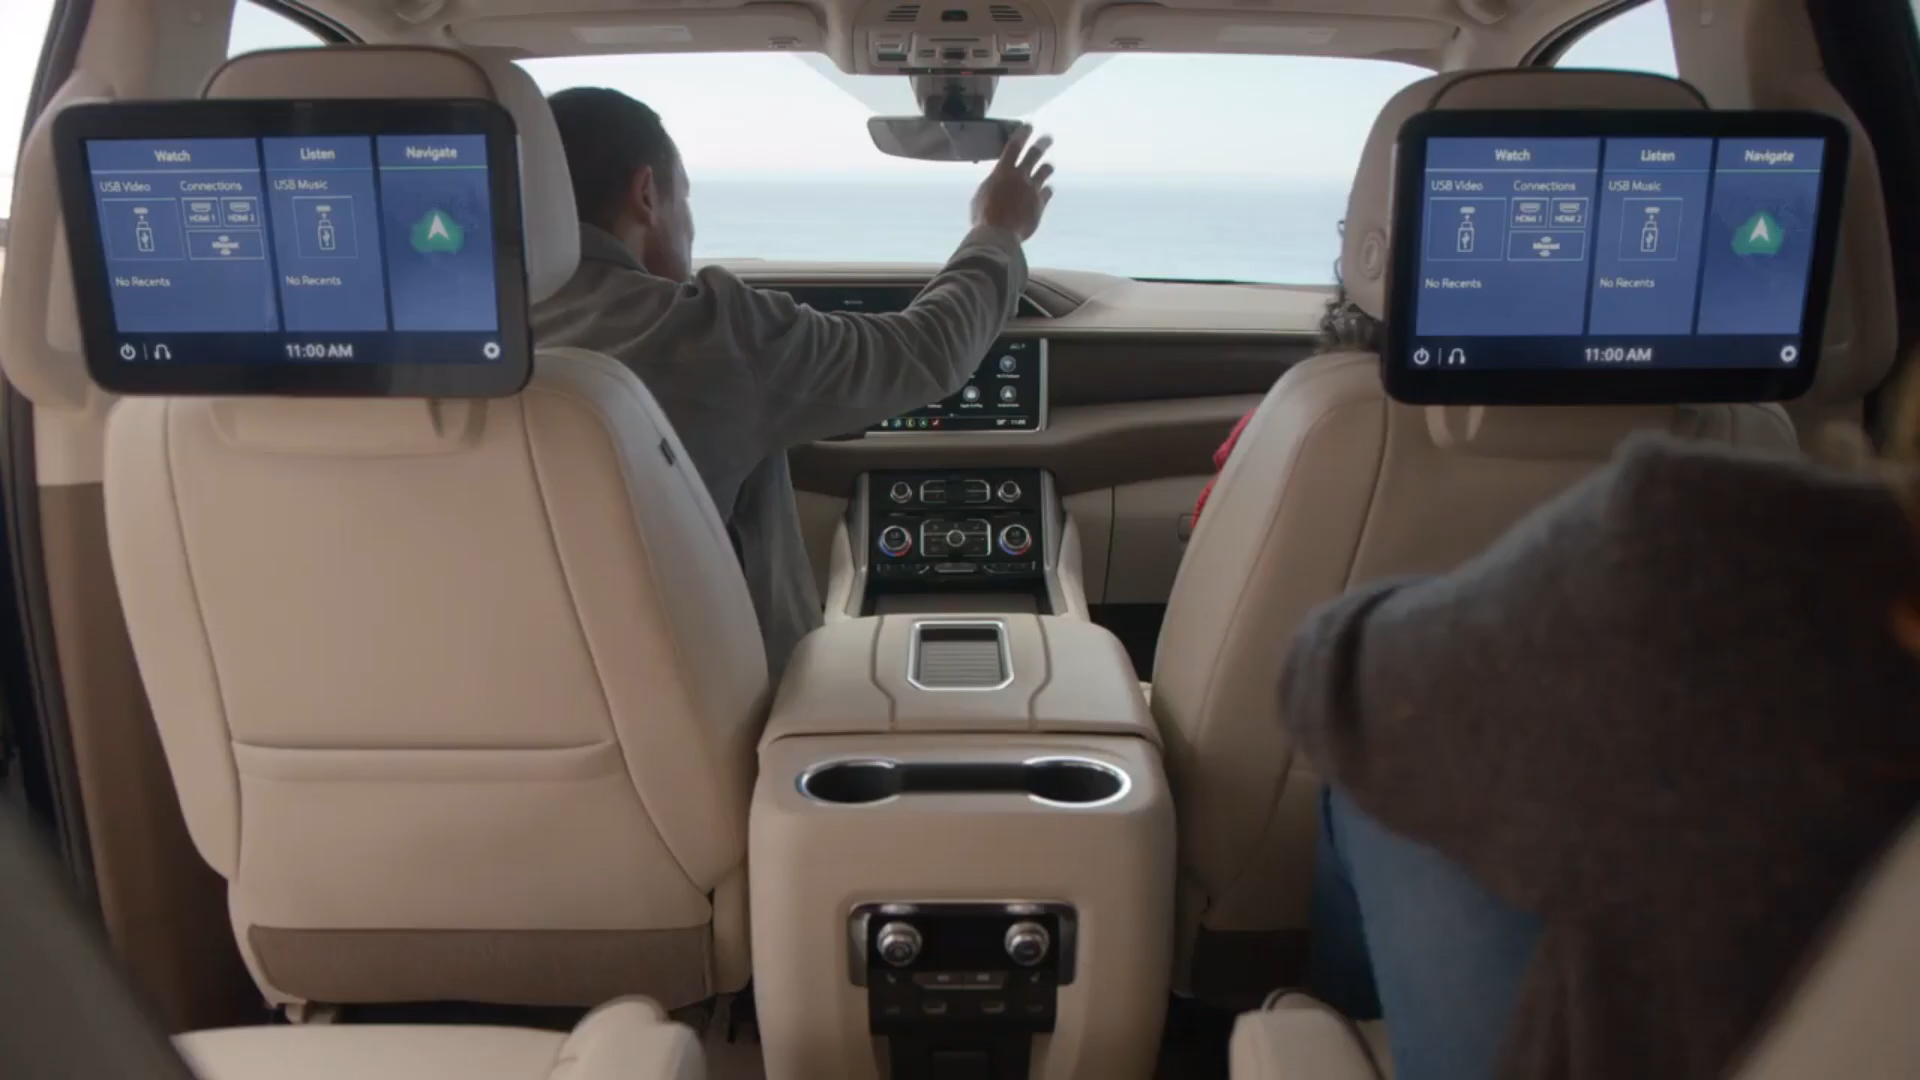 Watch
Listen
Navigate
USB Video
Connections
USB Music
HDMI 1
HDMI 2
No Recents
No Recents
11:00 AM
Watch
Listen
Navigate
USB Video
Connections
USB Music
HDMI 1
HDMI 2
No Recents
No Recents
11:00 AM